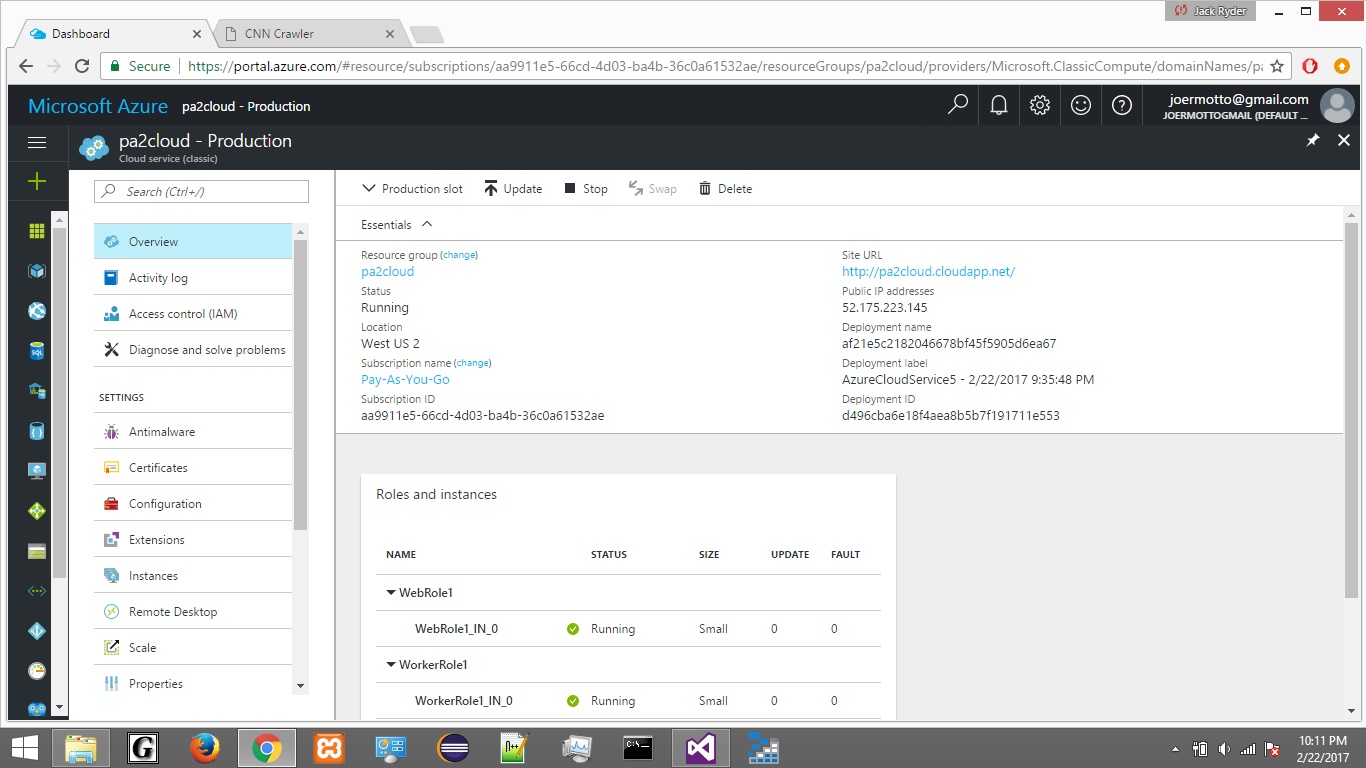 Jack Ryder
Dashboard
CNN Crawler
Secure https://portal.azure.com/#resource/subscriptions/aa9911e5-66cd-4d03-ba4b-36c0a61532ae/resourceGroups/pa2cloud/providers/Microsoft.ClassicCompute/domainNames/pa
Microsoft Azure pa2cloud - Production
joermotto@gmail.com
JOERMOTTOGMAIL (DEFAULT ...
pa2cloud - Production
Cloud service (classic)
Search (Ctrl+/)
Overview
Activity log
Access control (IAM)
Diagnose and solve problems
SETTINGS
Antimalware
Certificates
Configuration
Extensions
Instances
Remote Desktop
Scale
Properties
Production slot Update Stop Swap Delete
Essentials
Resource group (change)
pa2cloud
Status
Running
Location
West US 2
Subscription name (change)
Pay-As-You-Go
Subscription ID
aa9911e5-66cd-4d03-ba4b-36c0a61532ae
Site URL
http://pa2cloud.cloudapp.net/
Public IP addresses
52.175.223.145
Deployment name
af21e5c2182046678bf45f5905d6ea67
Deployment label
AzureCloudService5 - 2/22/2017 9:35:48 PM
Deployment ID
d496cba6e18f4aea8b5b7f191711e553
Roles and instances
NAME STATUS SIZE UPDATE FAULT
WebRole1
WebRole1_IN_0 Running Small 0 0
WorkerRole1
WorkerRole1_IN_0 Running Small 0 0
10:11 PM
2/22/2017